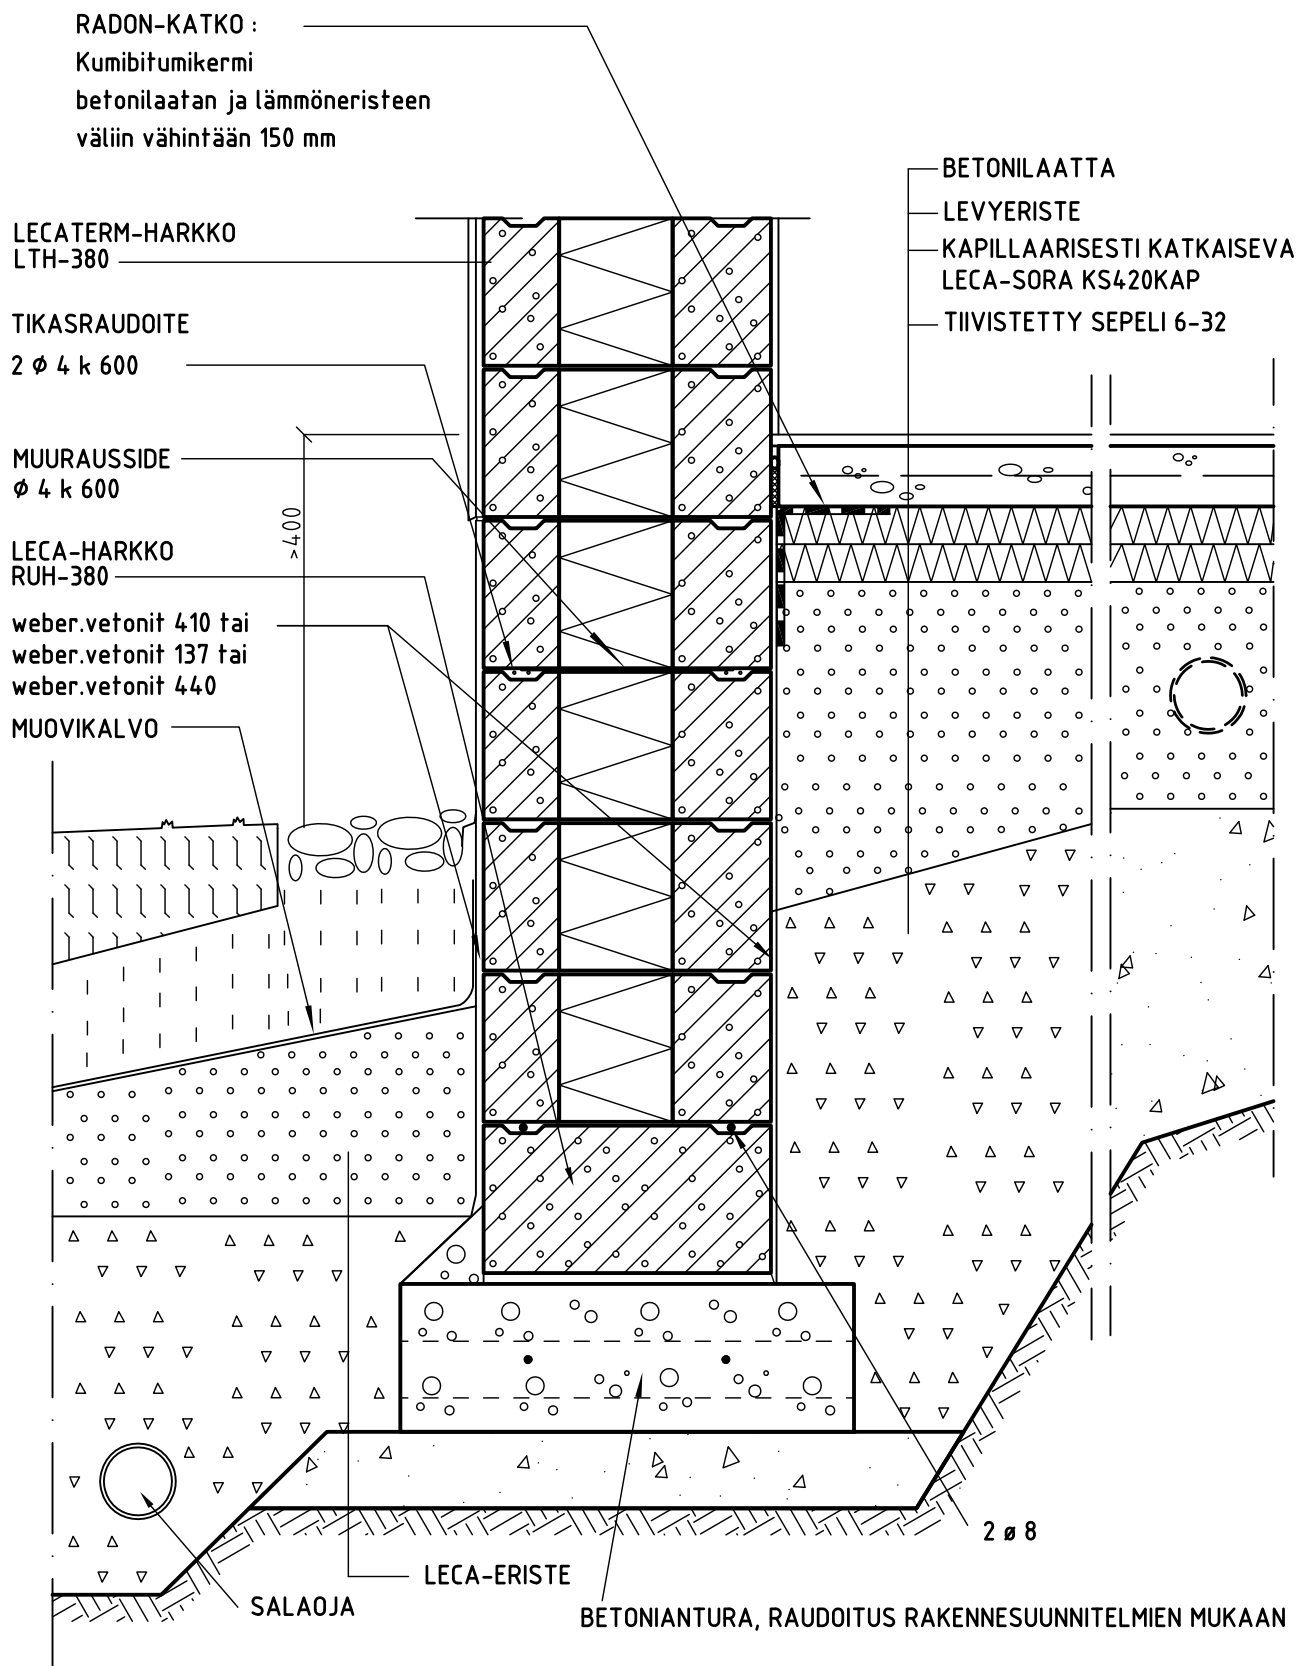 RADON-KATKO :
Kumibitumikermi
betonilaatan ja lämmöneristeen
väliin vähintään 150 mm
BETONILAATTA
LEVYERISTE
KAPILLAARISESTI KATKAISEVA
LECA-SORA KS420KAP
TIIVISTETTY SEPELI 6-32
LECATERM-HARKKO
LTH-380
TIKASRAUDOITE
2 Ø 4 k 600
MUURAUSSIDE
Ø 4 k 600
>400
LECA-HARKKO
RUH-380
weber.vetonit 410 tai
weber.vetonit 137 tai
weber.vetonit 440
MUOVIKALVO
2 ø 8
LECA-ERISTE
SALAOJA
BETONIANTURA, RAUDOITUS RAKENNESUUNNITELMIEN MUKAAN